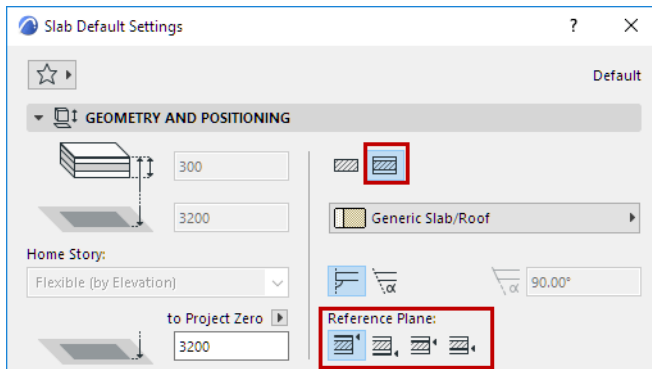 Slab Default Settings
?
Default
GEOMETRY AND POSITIONING
300
3200
Generic Slab/Roof
Home Story:
Flexible (by Elevation)
α
α
90.00°
to Project Zero
Reference Plane:
3200